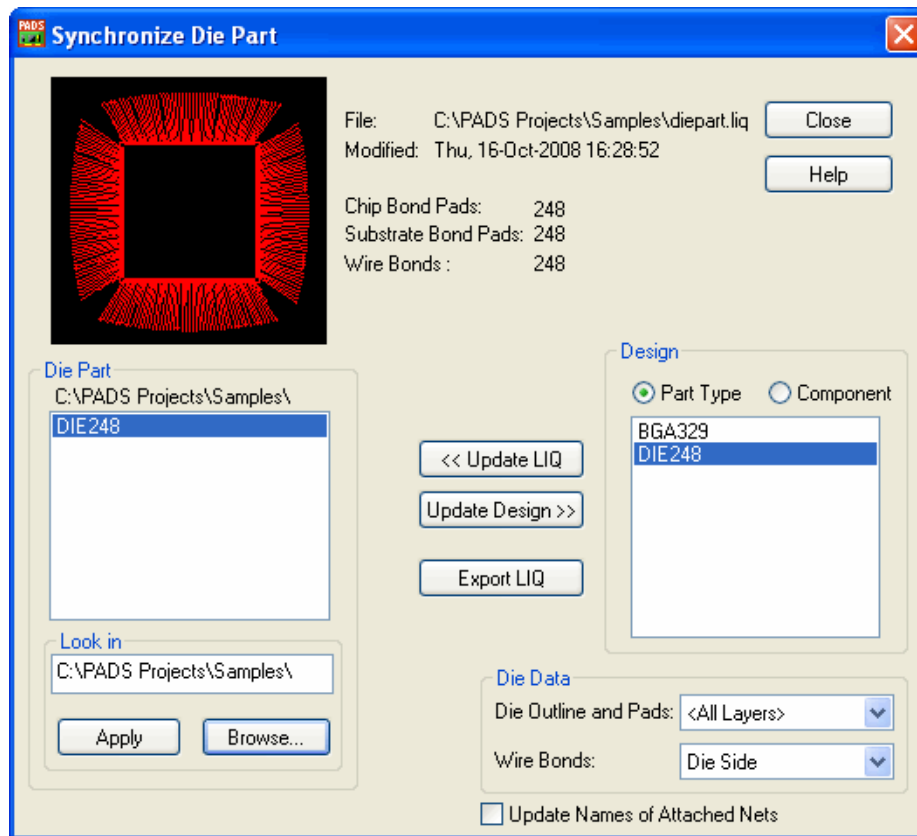 PADS
Synchronize Die Part
File: C:\PADS Projects\Samples\diepart.liq
Modified: Thu, 16-Oct-2008 16:28:52
Close
Help
Chip Bond Pads: 248
Substrate Bond Pads: 248
Wire Bonds : 248
Die Part
C:\PADS Projects\Samples\
DIE248
Look in
C:\PADS Projects\Samples\
Apply
Browse...
<< Update LIQ
Update Design >>
Export LIQ
Design
Part Type
Component
BGA329
DIE248
Die Data
Die Outline and Pads: <All Layers>
Wire Bonds: Die Side
Update Names of Attached Nets